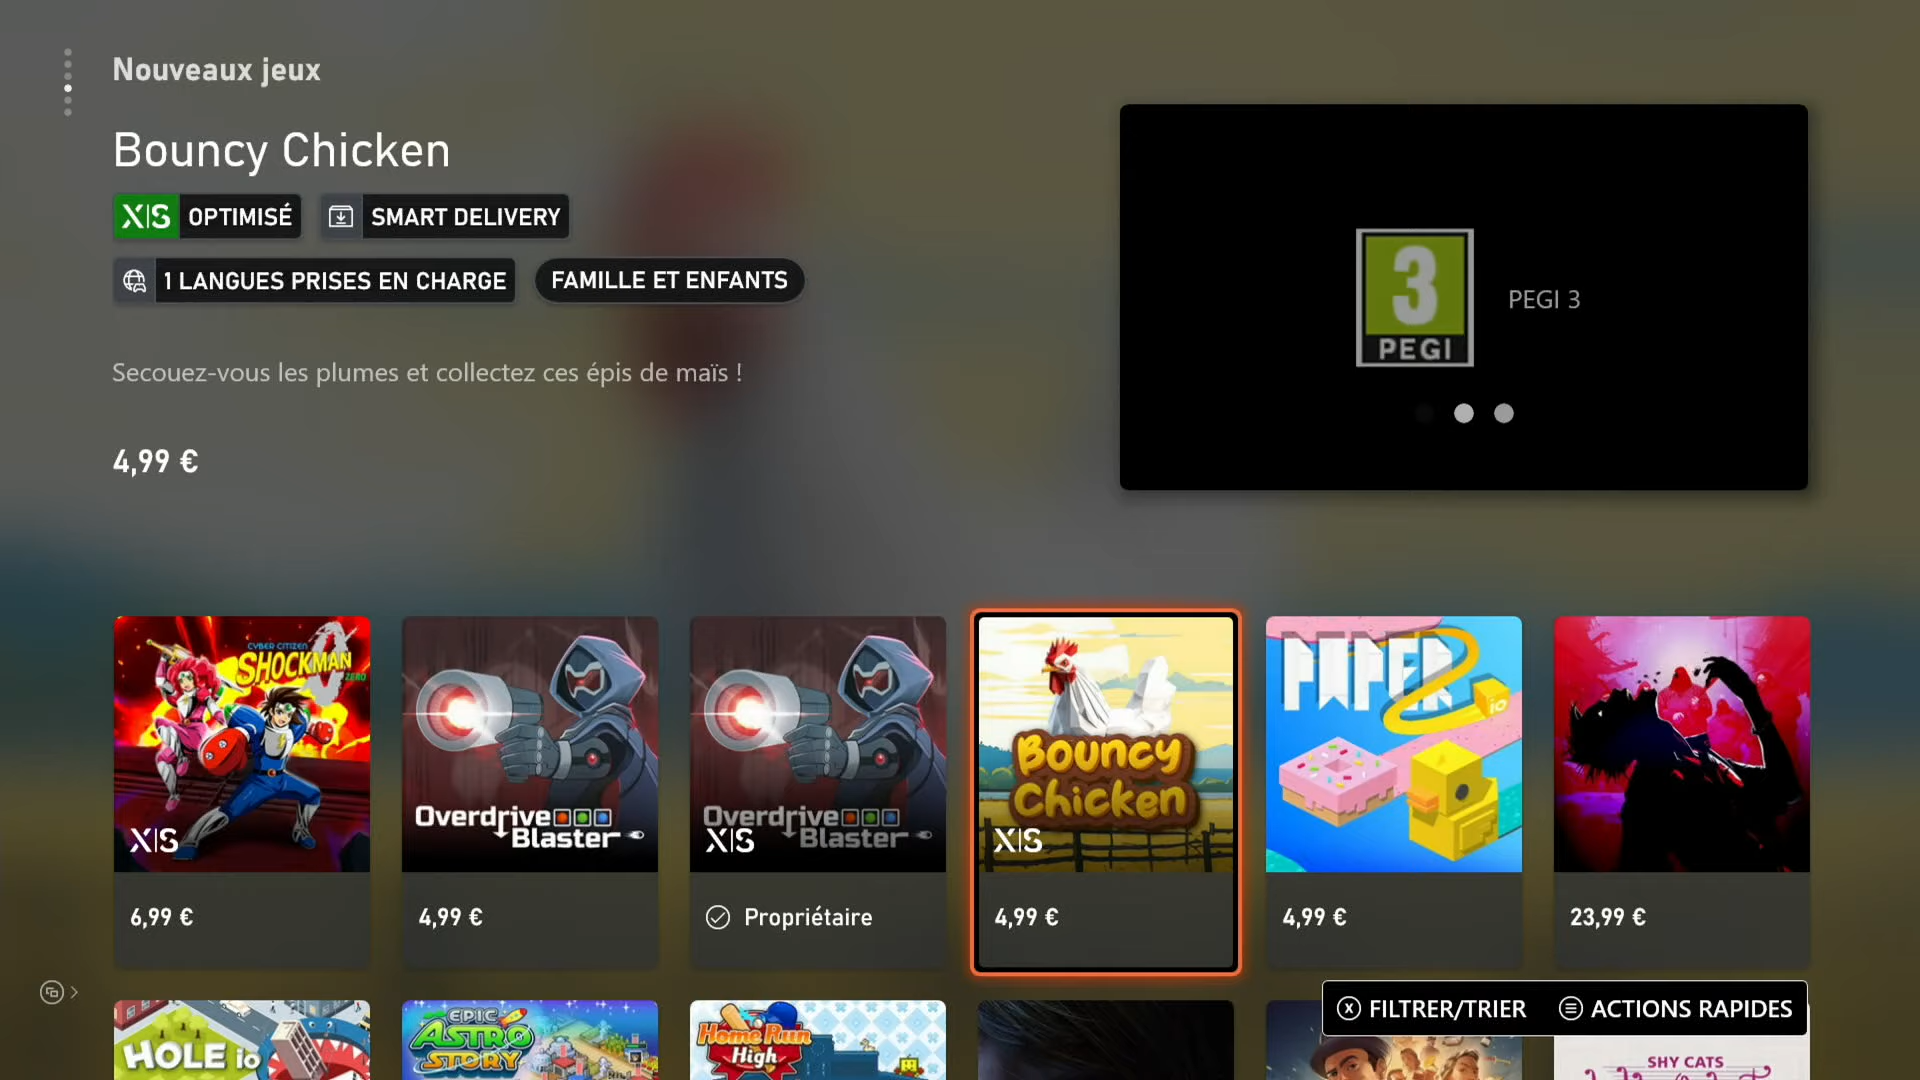 Nouveaux jeux
Bouncy Chicken
X|S OPTIMISÉ
SMART DELIVERY
1 LANGUES PRISES EN CHARGE
FAMILLE ET ENFANTS
Secouez-vous les plumes et collectez ces épis de maïs !
4,99 €
3
PEGI
PEGI 3
CYBER CITIZEN
SHOCKMAN
ZERO
X|S
6,99 €
Overdrive
Blaster
4,99 €
Overdrive
Blaster
X|S
Propriétaire
Bouncy
Chicken
X|S
4,99 €
PAPER
2
io
4,99 €
23,99 €
X FILTRER/TRIER
ACTIONS RAPIDES
HOLE io
EPIC
ASTRO
STORY
Home Run
High
SHY CATS